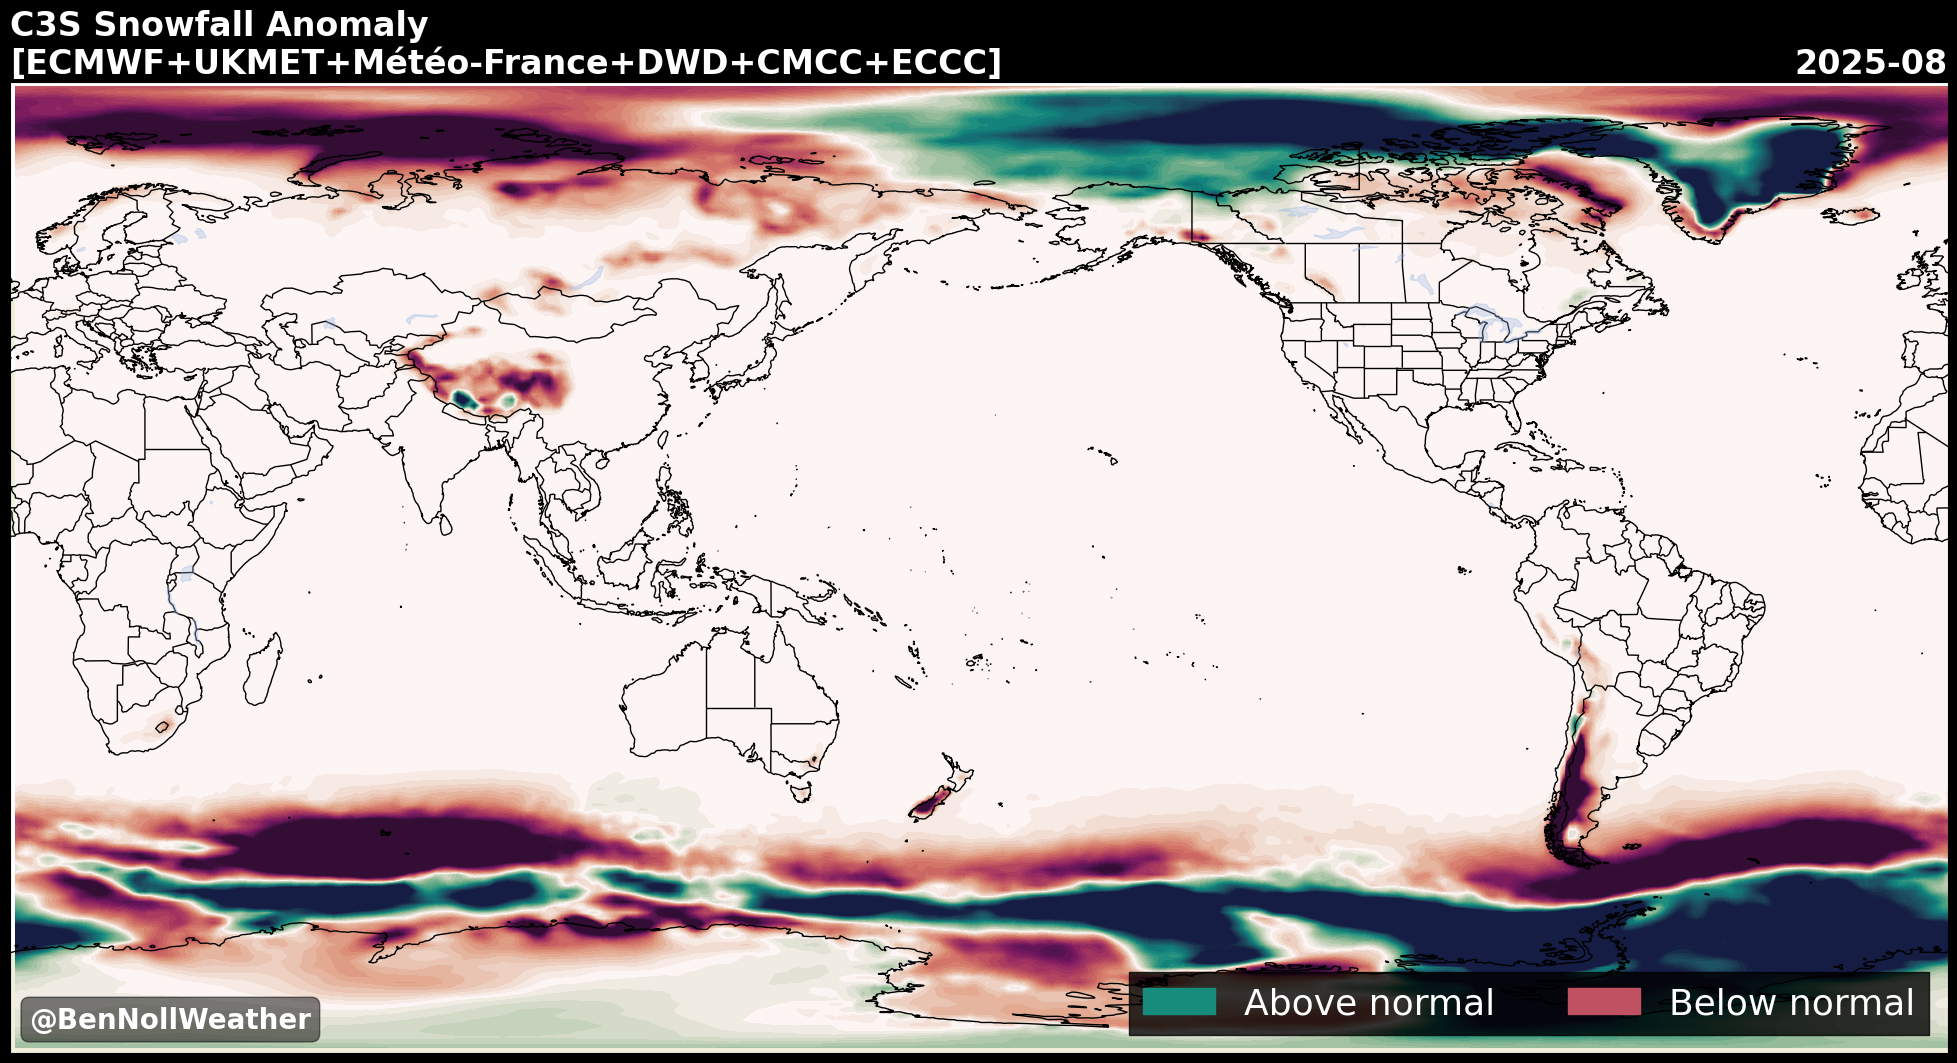 C3S Snowfall Anomaly
[ECMWF+UKMET+Météo-France+DWD+CMCC+ECCC]
2025-08
@BenNollWeather
Above normal
Below normal